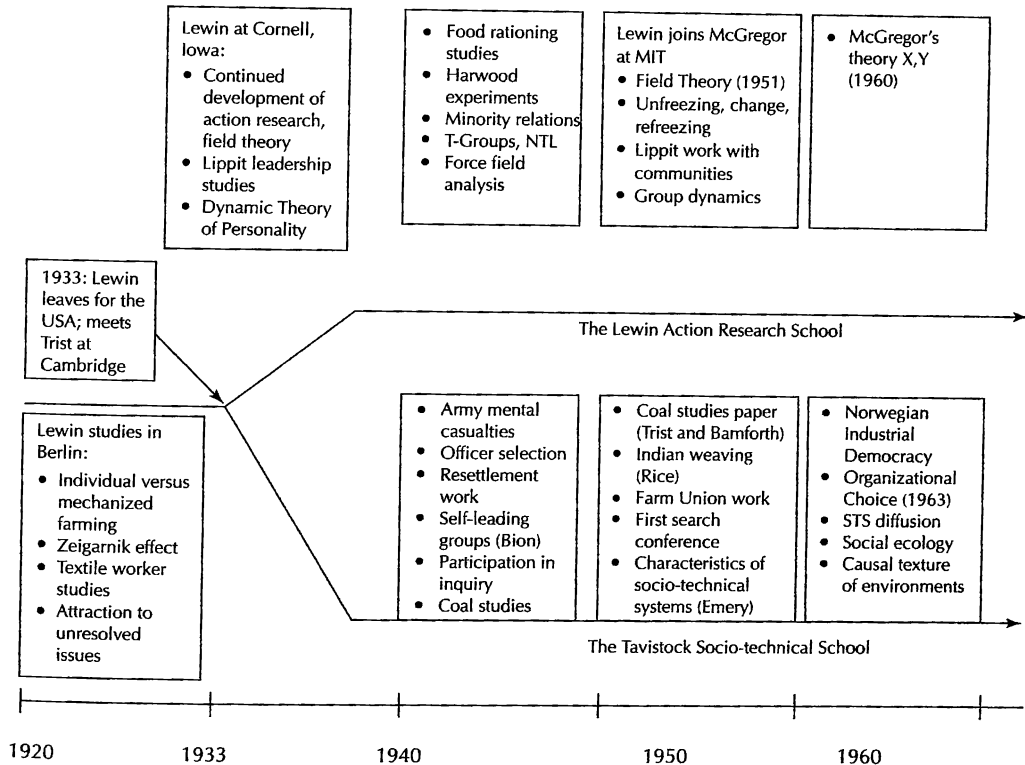 Lewin at Cornell,
Iowa:
• Continued
development of
action research,
field theory
• Lippit leadership
studies
• Dynamic Theory
of Personality
• Food rationing
studies
• Harwood
experiments
• Minority relations
• T-Groups, NTL
• Force field
analysis
Lewin joins McGregor
at MIT
• Field Theory (1951)
• Unfreezing, change,
refreezing
• Lippit work with
communities
• Group dynamics
• McGregor's
theory X,Y
(1960)
1933: Lewin
leaves for the
USA; meets
Trist at
Cambridge
The Lewin Action Research School
Lewin studies in
Berlin:
• Individual versus
mechanized
farming
• Zeigarnik effect
• Textile worker
studies
• Attraction to
unresolved
issues
• Army mental
casualties
• Officer selection
• Resettlement
work
• Self-leading
groups (Bion)
• Participation in
inquiry
• Coal studies
• Coal studies paper
(Trist and Bamforth)
• Indian weaving
(Rice)
• Farm Union work
• First search
conference
• Characteristics of
socio-technical
systems (Emery)
• Norwegian
Industrial
Democracy
• Organizational
Choice (1963)
• STS diffusion
• Social ecology
• Causal texture
of environments
The Tavistock Socio-technical School
1920
1933
1940
1950
1960